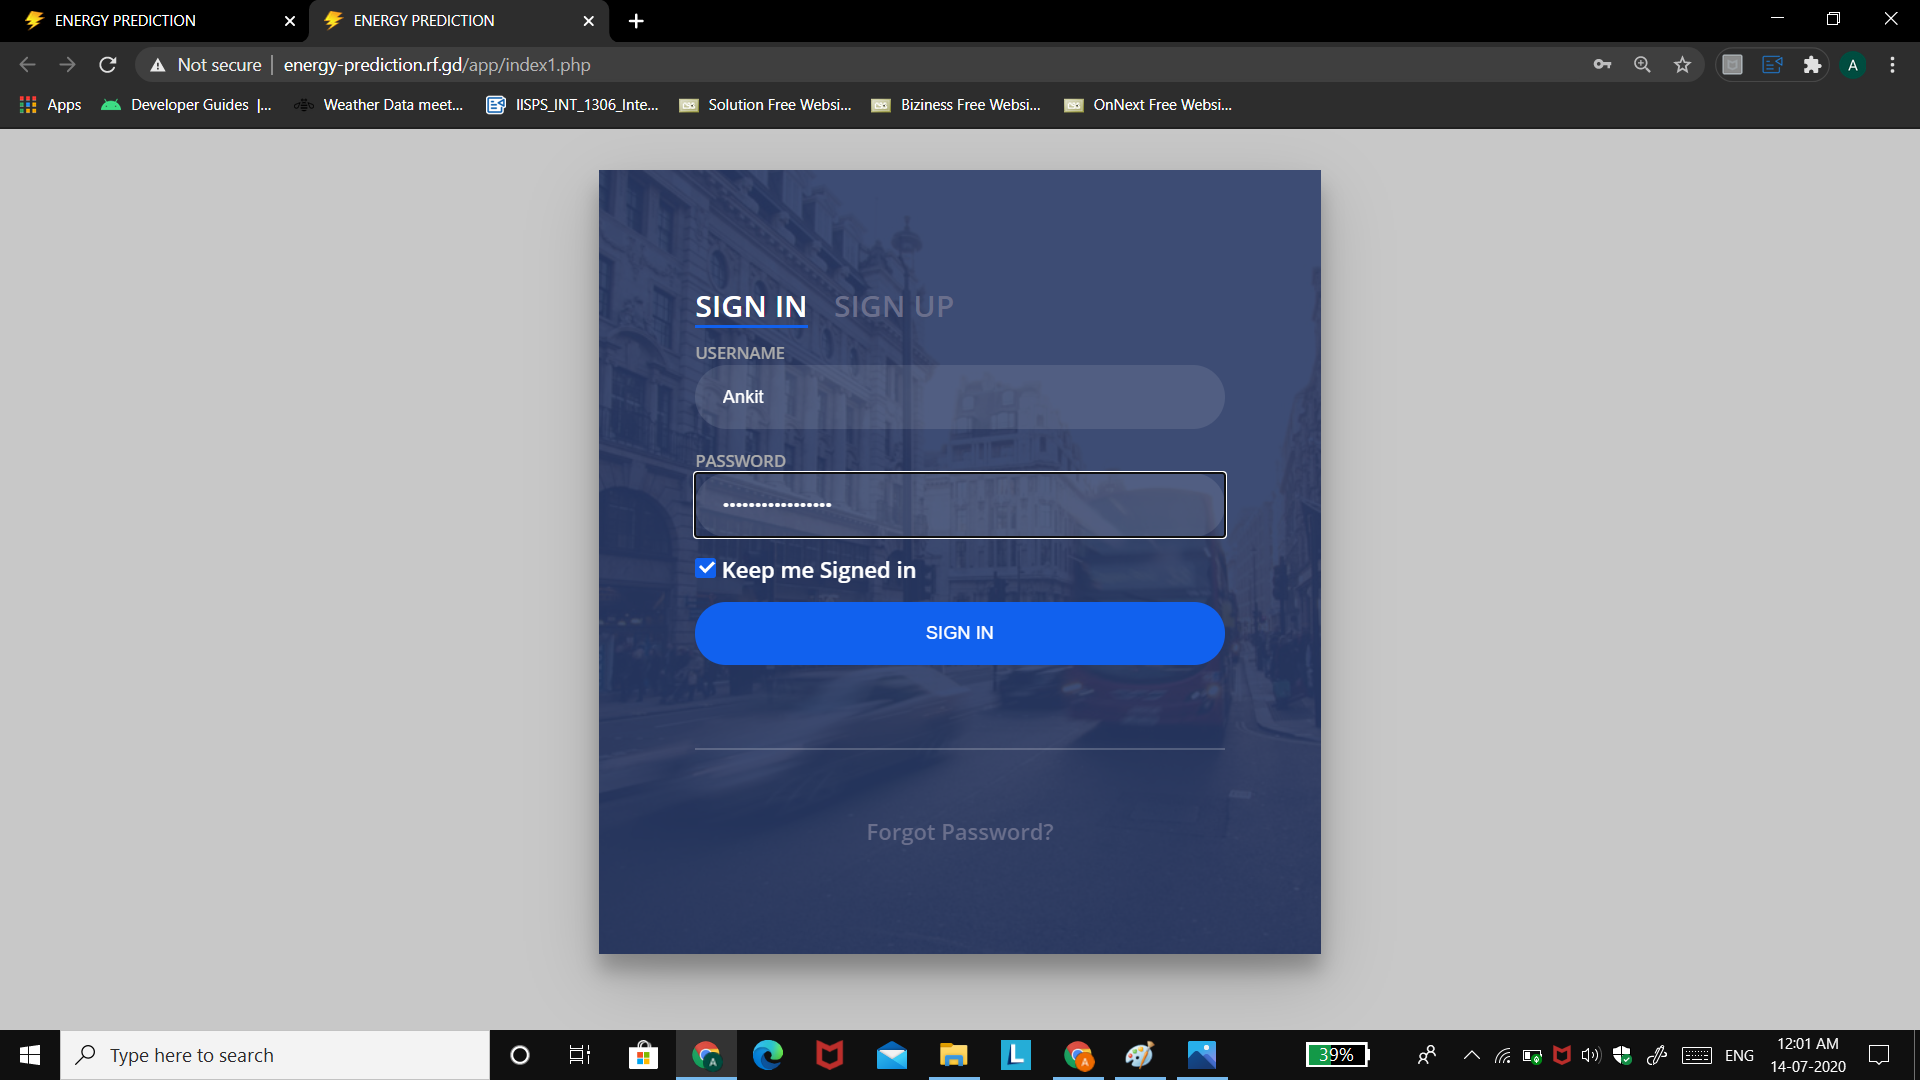 ENERGY PREDICTION
ENERGY PREDICTION
Not secure energy-prediction.rf.gd/app/index1.php
A
Apps Developer Guides |... Weather Data meet... IISPS_INT_1306_Inte... Solution Free Websi... Biziness Free Websi... OnNext Free Websi...
SIGN IN SIGN UP
USERNAME
Ankit
PASSWORD
•••••••••••••••••
Keep me Signed in
SIGN IN
Forgot Password?
Type here to search
39%
ENG
12:01 AM
14-07-2020